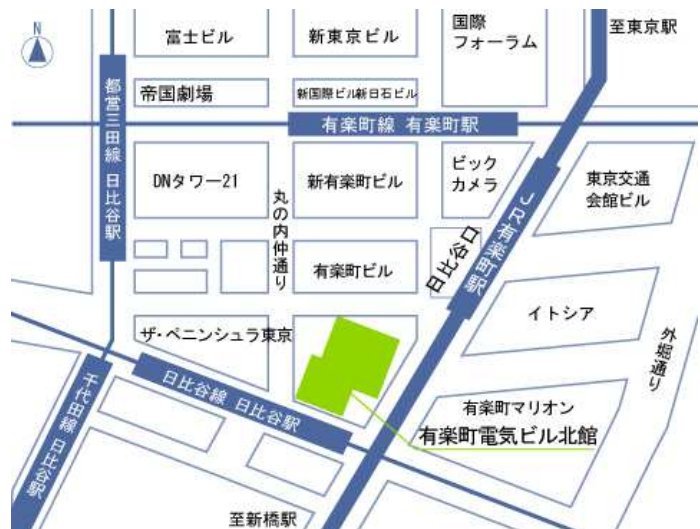 N
富士ビル
新東京ビル
国際
フォーラム
至東京駅
帝国劇場
新国際ビル
新日石ビル
都営三田線 日比谷駅
有楽町線 有楽町駅
DNタワー21
丸の内仲通り
新有楽町ビル
ビック
カメラ
JR有楽町駅
東京交通
会館ビル
有楽町ビル
日比谷口
イトシア
外堀通り
ザ・ペニンシュラ東京
日比谷線 日比谷駅
千代田線 日比谷駅
有楽町マリオン
有楽町電気ビル北館
至新橋駅